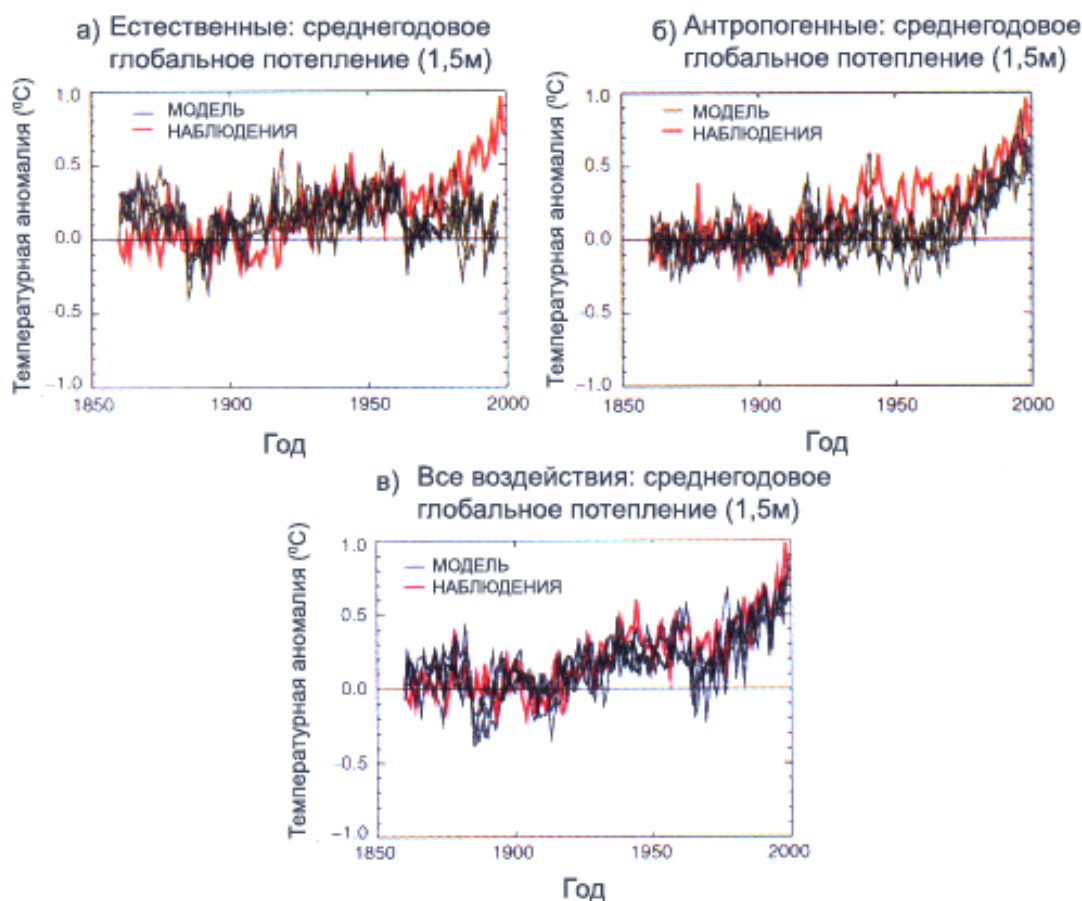 а) Естественные: среднегодовое
глобальное потепление (1,5м)
Температурная аномалия (⁰C)
1.0
0.5
0.0
−0.5
−1.0
МОДЕЛЬ
НАБЛЮДЕНИЯ
1850
1900
1950
2000
Год
б) Антропогенные: среднегодовое
глобальное потепление (1,5м)
Температурная аномалия (⁰C)
1.0
0.5
0.0
−0.5
−1.0
МОДЕЛЬ
НАБЛЮДЕНИЯ
1850
1900
1950
2000
Год
в) Все воздействия: среднегодовое
глобальное потепление (1,5м)
Температурная аномалия (⁰C)
1.0
0.5
0.0
−0.5
−1.0
МОДЕЛЬ
НАБЛЮДЕНИЯ
1850
1900
1950
2000
Год